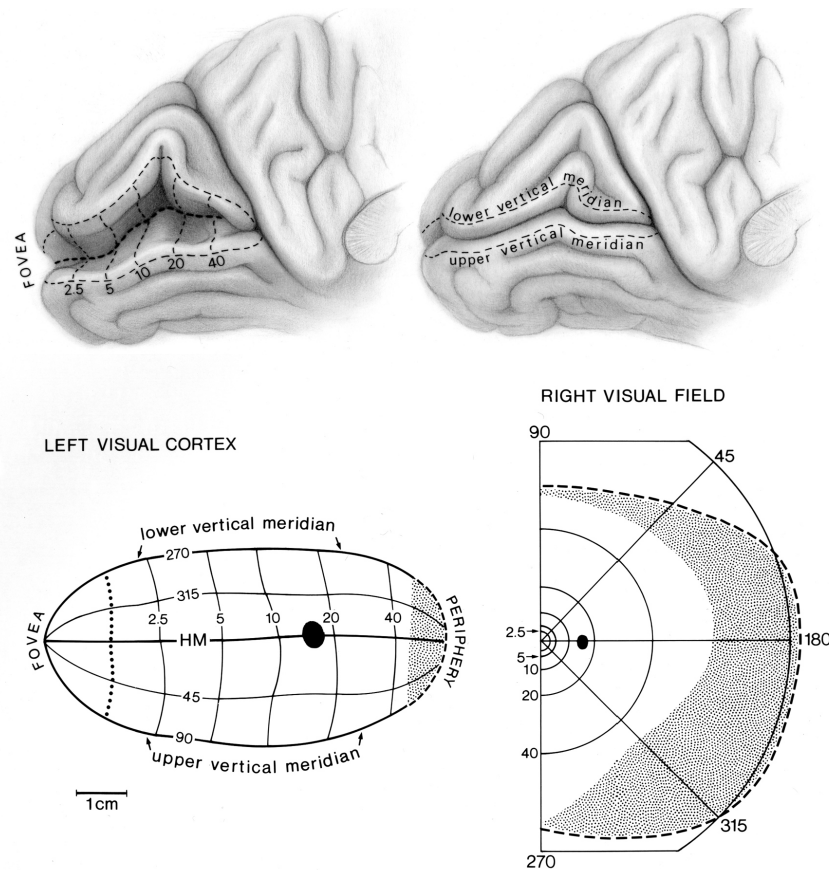 FOVEA
2.5
5
10
20
40
lower vertical meridian
upper vertical meridian
RIGHT VISUAL FIELD
LEFT VISUAL CORTEX
lower vertical meridian
270
315
2.5
5
10
20
40
FOVEA
HM
PERIPHERY
45
90
upper vertical meridian
1cm
90
45
2.5
5
10
20
40
180
315
270